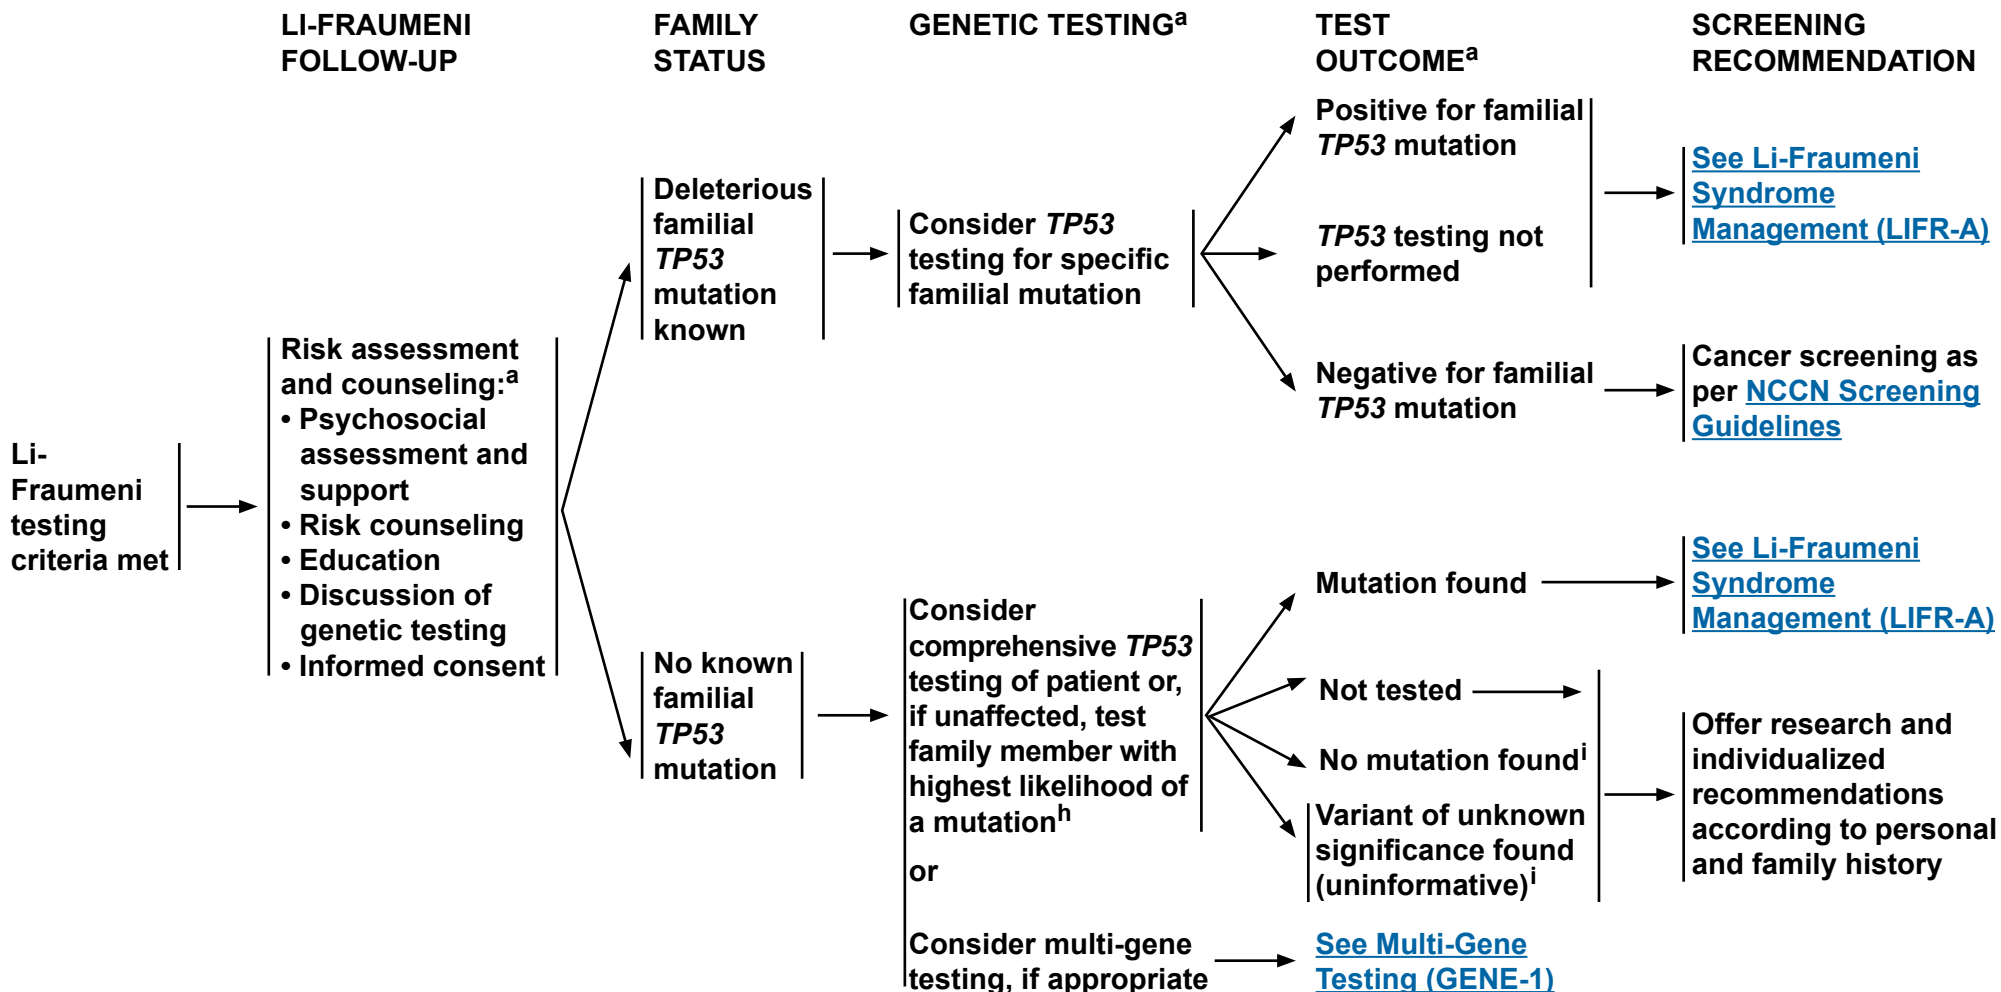 LI-FRAUMENI
FOLLOW-UP
FAMILY
STATUS
GENETIC TESTINGa
TEST
OUTCOMEa
SCREENING
RECOMMENDATION
Li-
Fraumeni
testing
criteria met
Risk assessment
and counseling:a
• Psychosocial
assessment and
support
• Risk counseling
• Education
• Discussion of
genetic testing
• Informed consent
Deleterious
familial
TP53
mutation
known
Consider TP53
testing for specific
familial mutation
Positive for familial
TP53 mutation
TP53 testing not
performed
See Li-Fraumeni
Syndrome
Management (LIFR-A)
Negative for familial
TP53 mutation
Cancer screening as
per NCCN Screening
Guidelines
No known
familial
TP53
mutation
Consider
comprehensive TP53
testing of patient or,
if unaffected, test
family member with
highest likelihood of
a mutationh
or
Consider multi-gene
testing, if appropriate
Mutation found
See Li-Fraumeni
Syndrome
Management (LIFR-A)
Not tested
No mutation foundi
Variant of unknown
significance found
(uninformative)i
Offer research and
individualized
recommendations
according to personal
and family history
See Multi-Gene
Testing (GENE-1)